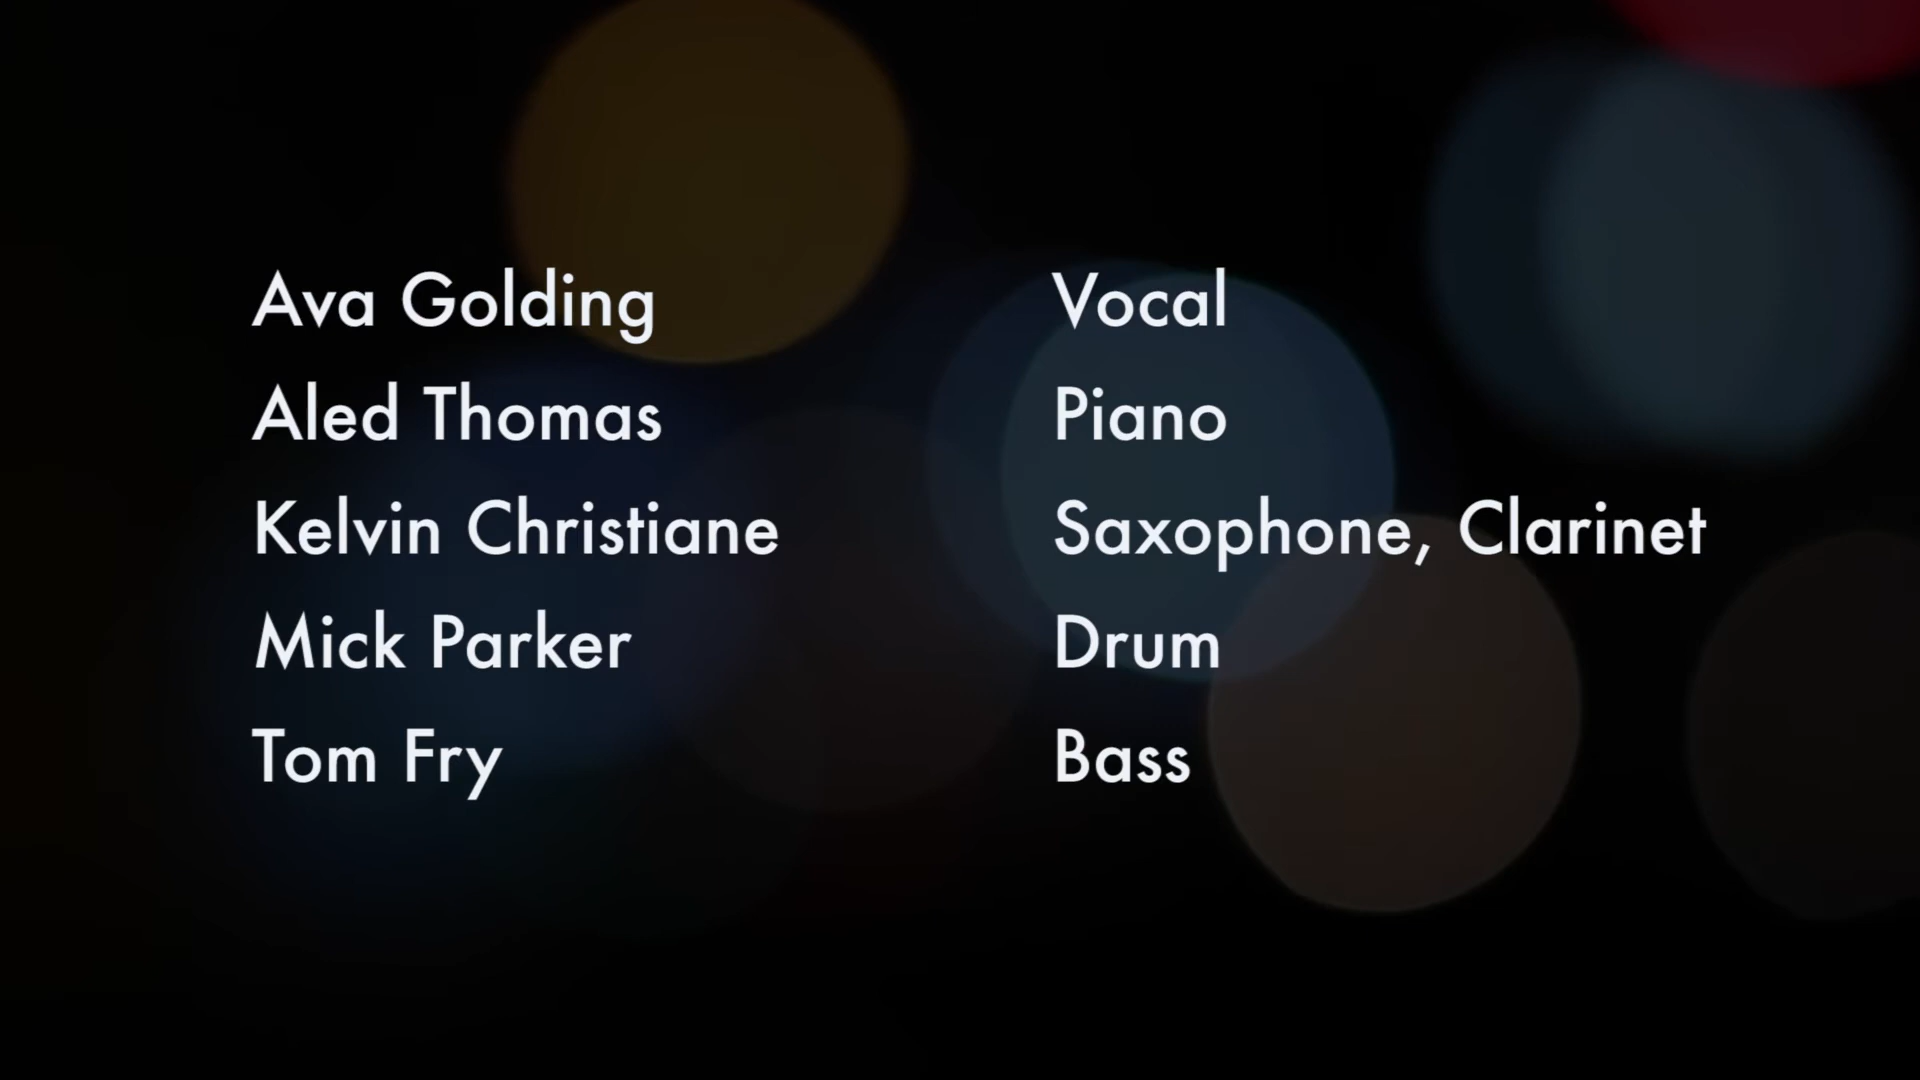 Ava Golding Vocal
Aled Thomas Piano
Kelvin Christiane Saxophone, Clarinet
Mick Parker Drum
Tom Fry Bass